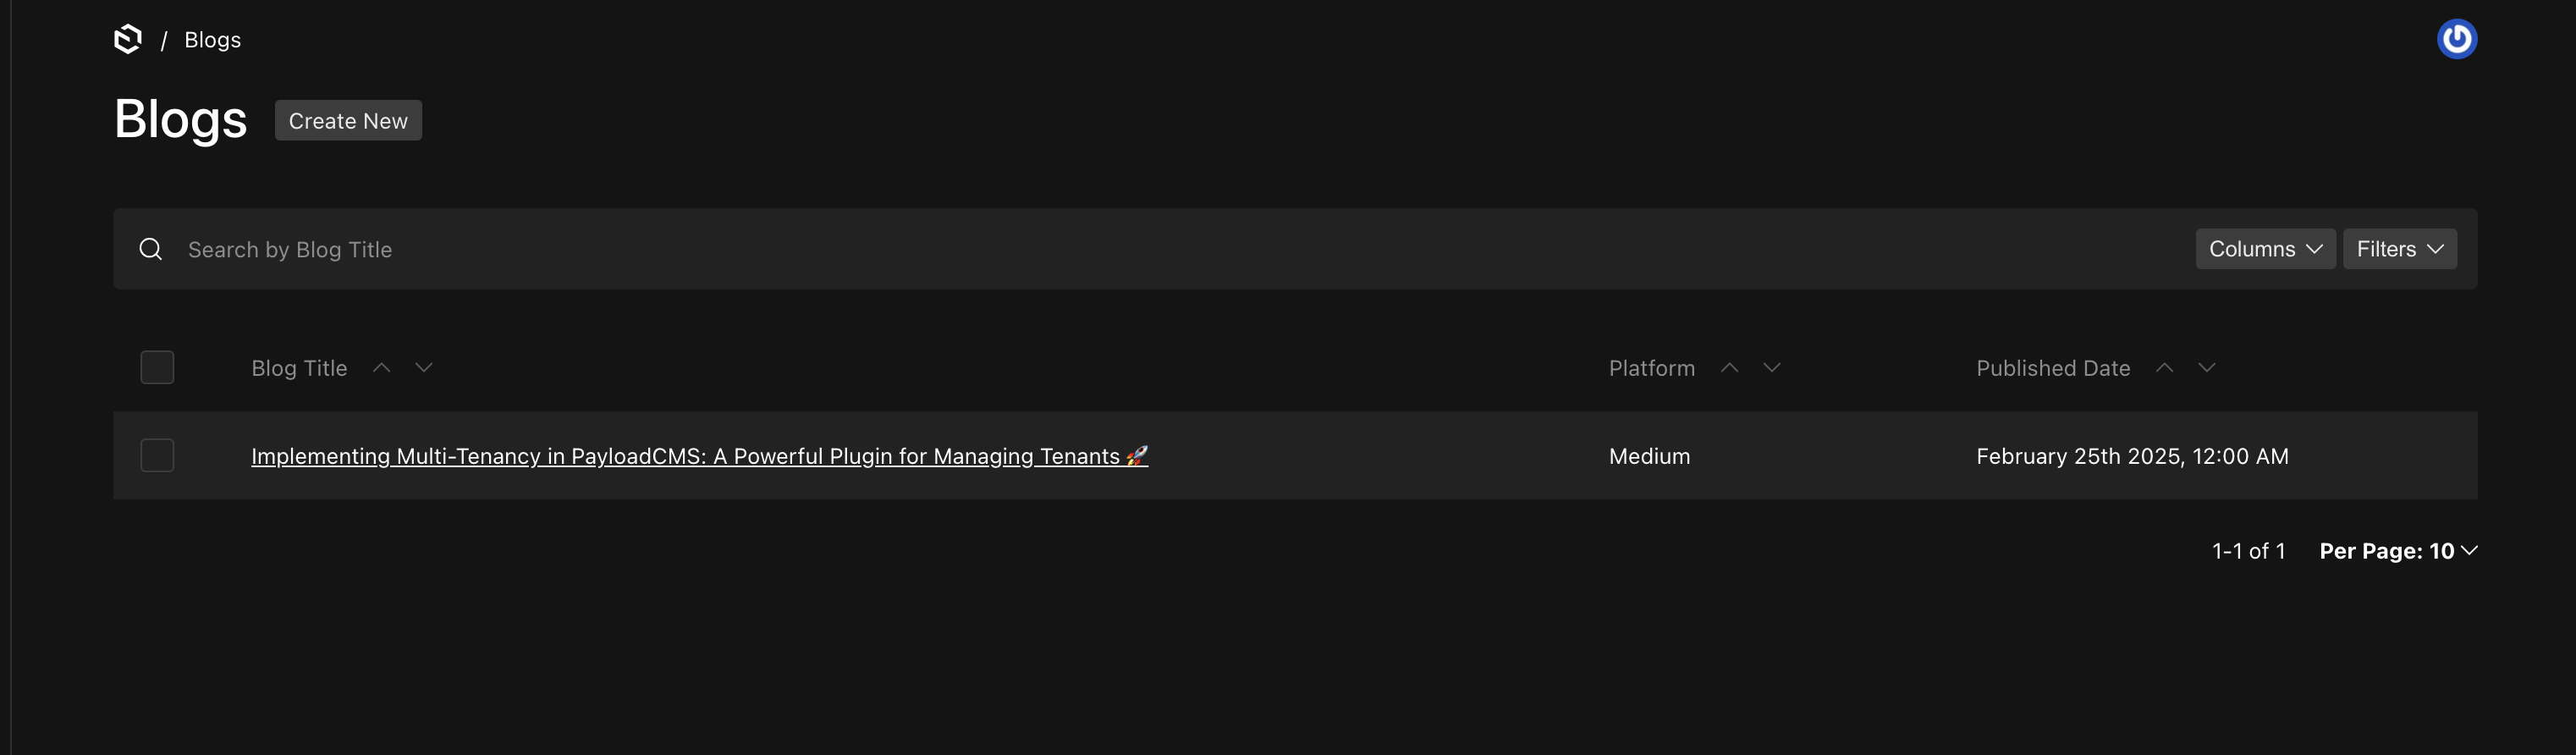 / Blogs
Blogs Create New
Search by Blog Title Columns Filters
Blog Title Platform Published Date
Implementing Multi-Tenancy in PayloadCMS: A Powerful Plugin for Managing Tenants 🚀 Medium February 25th 2025, 12:00 AM
1-1 of 1 Per Page: 10